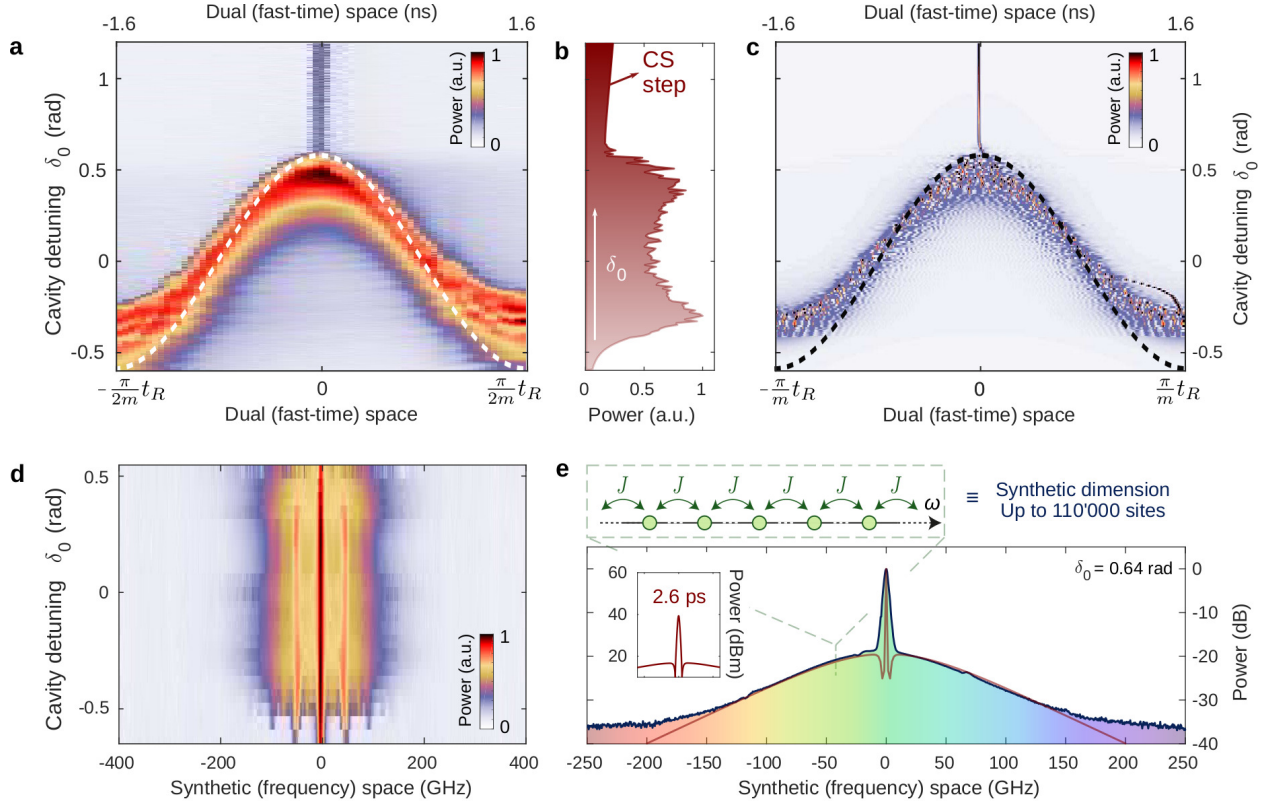 Dual (fast-time) space (ns)
-1.6
1.6
a
Power (a.u.)
1
0
Cavity detuning δ0 (rad)
1
0.5
0
-0.5
-π/2m tR
0
π/2m tR
Dual (fast-time) space
b
CS
step
δ0
0
0.5
1
Power (a.u.)
Dual (fast-time) space (ns)
-1.6
1.6
c
Power (a.u.)
1
0
1
0.5
0
-0.5
Cavity detuning δ0 (rad)
-π/m tR
0
π/m tR
Dual (fast-time) space
d
Cavity detuning δ0 (rad)
0.5
0
-0.5
Power (a.u.)
1
0
-400
-200
0
200
400
Synthetic (frequency) space (GHz)
e
J
J
J
J
J
J
ω
≡
Synthetic dimension
Up to 110'000 sites
δ0 = 0.64 rad
60
40
20
2.6 ps
Power (dBm)
0
-10
-20
-30
-40
Power (dB)
-250
-200
-150
-100
-50
0
50
100
150
200
250
Synthetic (frequency) space (GHz)